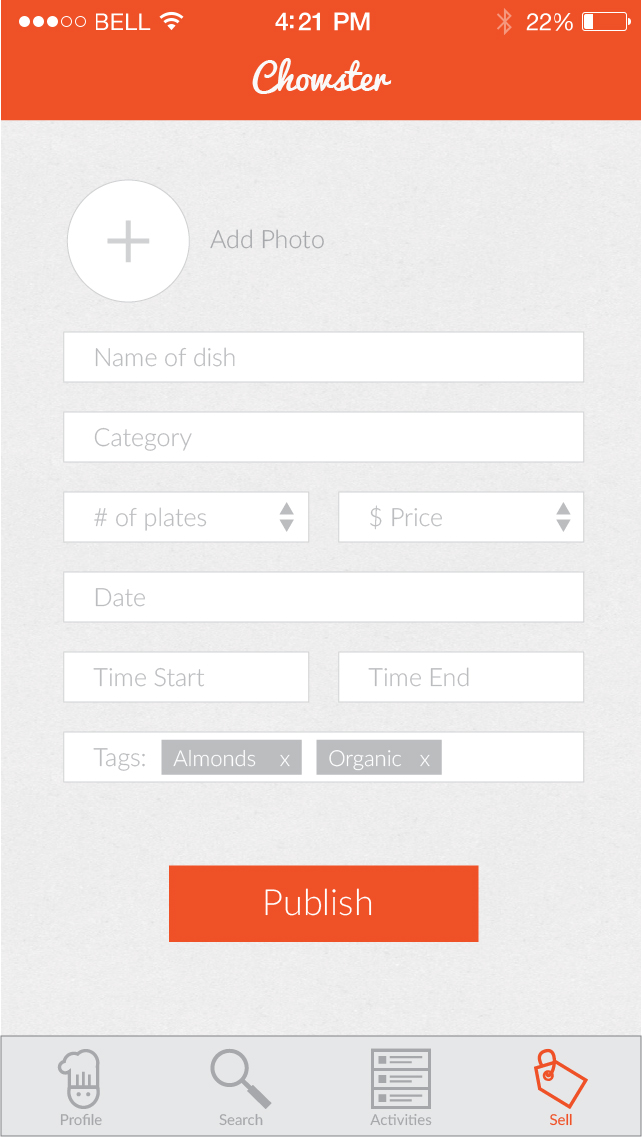 BELL 4:21 PM 22%
Chowster
Add Photo
Name of dish
Category
# of plates $ Price
Date
Time Start Time End
Tags: Almonds x Organic x
Publish
Profile Search Activities Sell